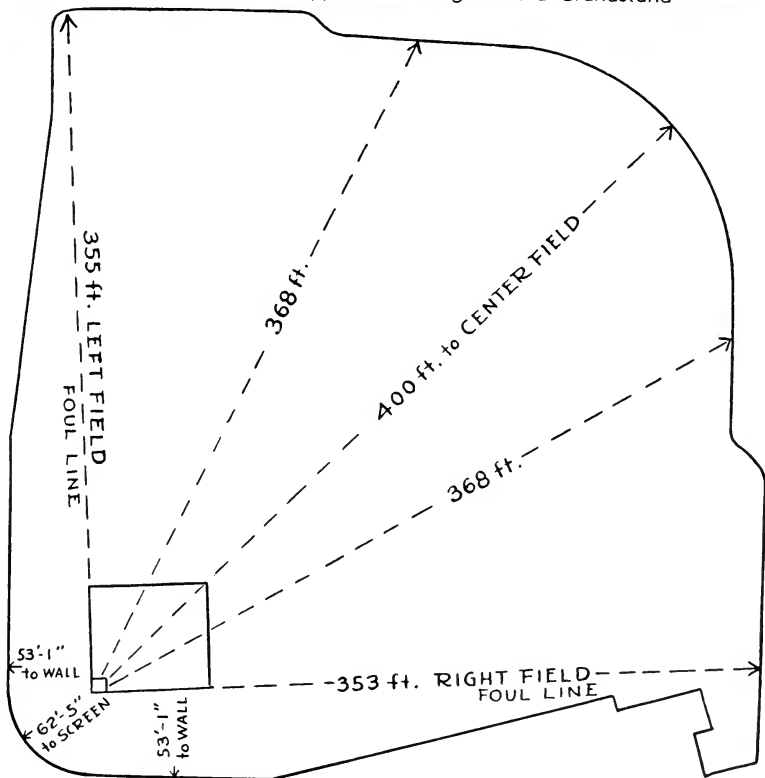 Grandstand
355 ft. LEFT FIELD
FOUL LINE
368 ft.
400 ft. to CENTER FIELD
368 ft.
353 ft. RIGHT FIELD
FOUL LINE
53'-1"
to WALL
62'-5"
to SCREEN
53'-1"
to WALL